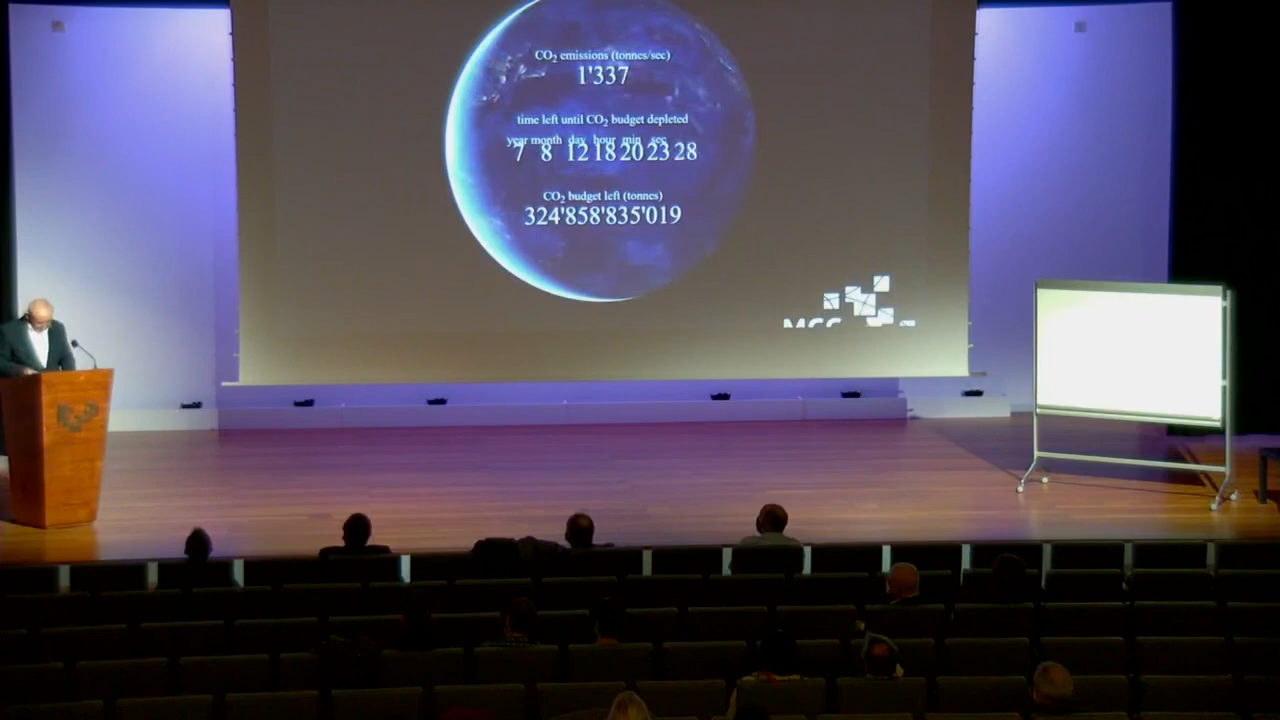 CO₂ emissions (tonnes/sec)
1'337
time left until CO₂ budget depleted
year month day hour min sec
7 8 12 18 20 23 28
CO₂ budget left (tonnes)
324'858'835'019
MCC